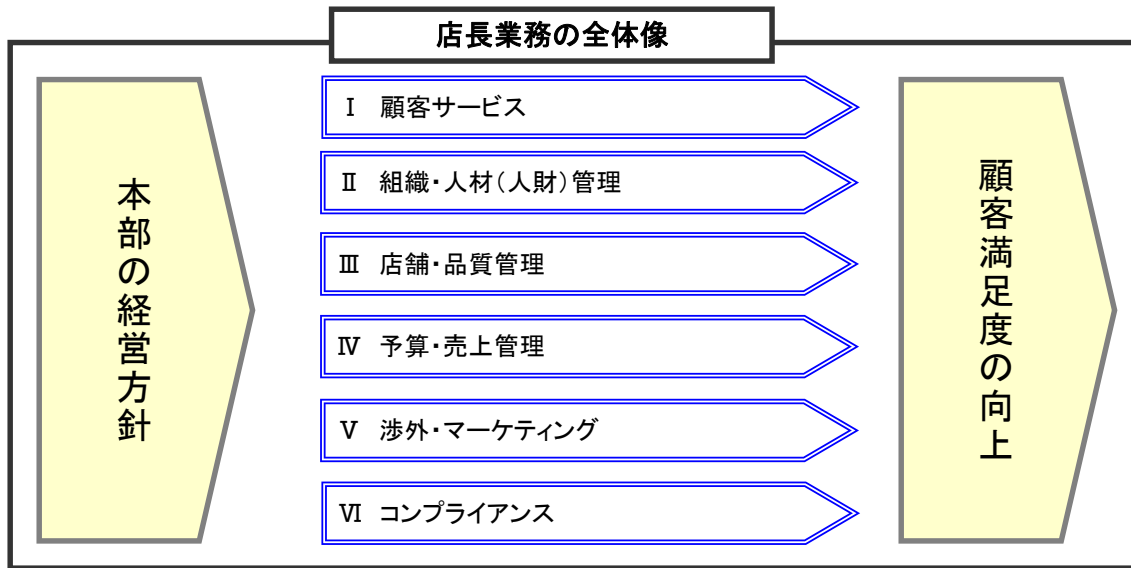 店長業務の全体像
本部の経営方針
Ⅰ 顧客サービス
Ⅱ 組織・人材（人財）管理
Ⅲ 店舗・品質管理
Ⅳ 予算・売上管理
Ⅴ 渉外・マーケティング
Ⅵ コンプライアンス
顧客満足度の向上